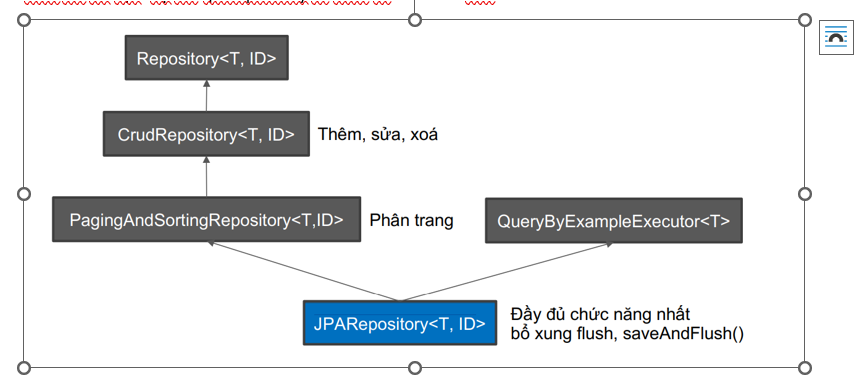 Repository<T, ID>
CrudRepository<T, ID>
Thêm, sửa, xoá
PagingAndSortingRepository<T,ID>
Phân trang
QueryByExampleExecutor<T>
JPARepository<T, ID>
Đầy đủ chức năng nhất
bổ xung flush, saveAndFlush()